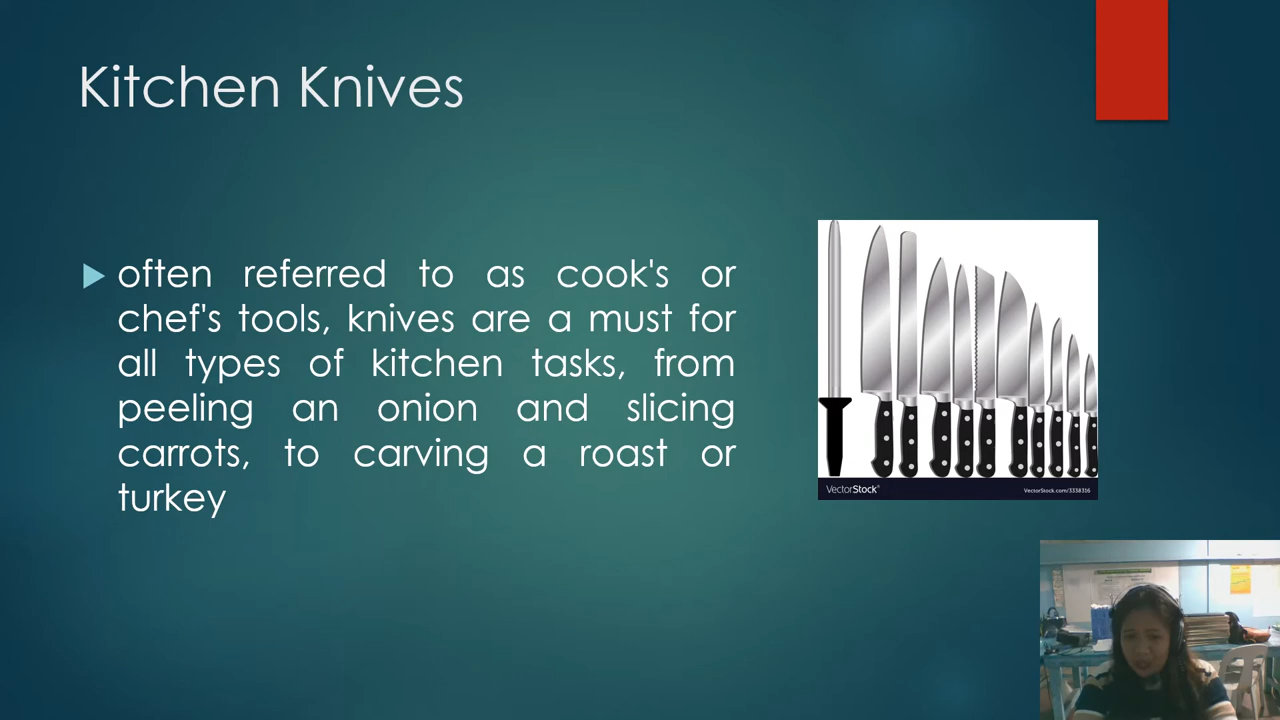 Kitchen Knives
often referred to as cook's or
chef's tools, knives are a must for
all types of kitchen tasks, from
peeling an onion and slicing
carrots, to carving a roast or
turkey
VectorStock®
VectorStock.com/3338316